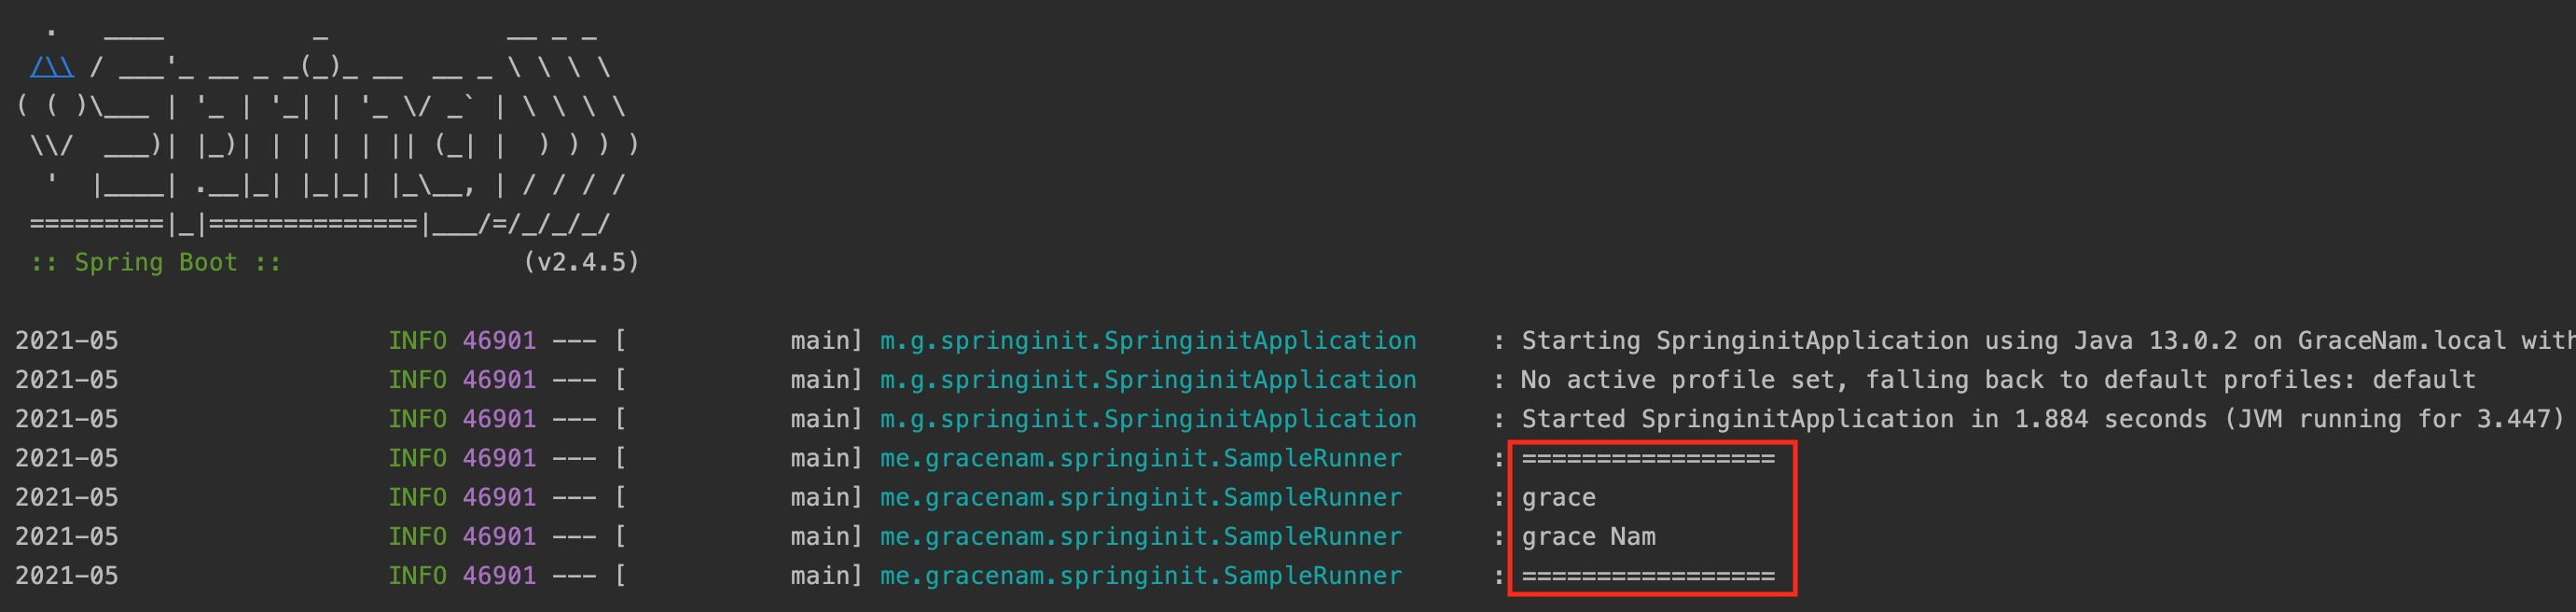 .   ____          _            __ _ _
 /\\ / ___'_ __ _ _(_)_ __  __ _ \ \ \ \
( ( )\___ | '_ | '_| | '_ \/ _` | \ \ \ \
 \\/  ___)| |_)| | | | | || (_| |  ) ) ) )
  '  |____| .__|_| |_|_| |_\__, | / / / /
 =========|_|==============|___/=/_/_/_/
 :: Spring Boot ::                (v2.4.5)

2021-05                  INFO 46901 --- [           main] m.g.springinit.SpringinitApplication     : Starting SpringinitApplication using Java 13.0.2 on GraceNam.local with
2021-05                  INFO 46901 --- [           main] m.g.springinit.SpringinitApplication     : No active profile set, falling back to default profiles: default
2021-05                  INFO 46901 --- [           main] m.g.springinit.SpringinitApplication     : Started SpringinitApplication in 1.884 seconds (JVM running for 3.447)
2021-05                  INFO 46901 --- [           main] me.gracenam.springinit.SampleRunner      : =================
2021-05                  INFO 46901 --- [           main] me.gracenam.springinit.SampleRunner      : grace
2021-05                  INFO 46901 --- [           main] me.gracenam.springinit.SampleRunner      : grace Nam
2021-05                  INFO 46901 --- [           main] me.gracenam.springinit.SampleRunner      : =================